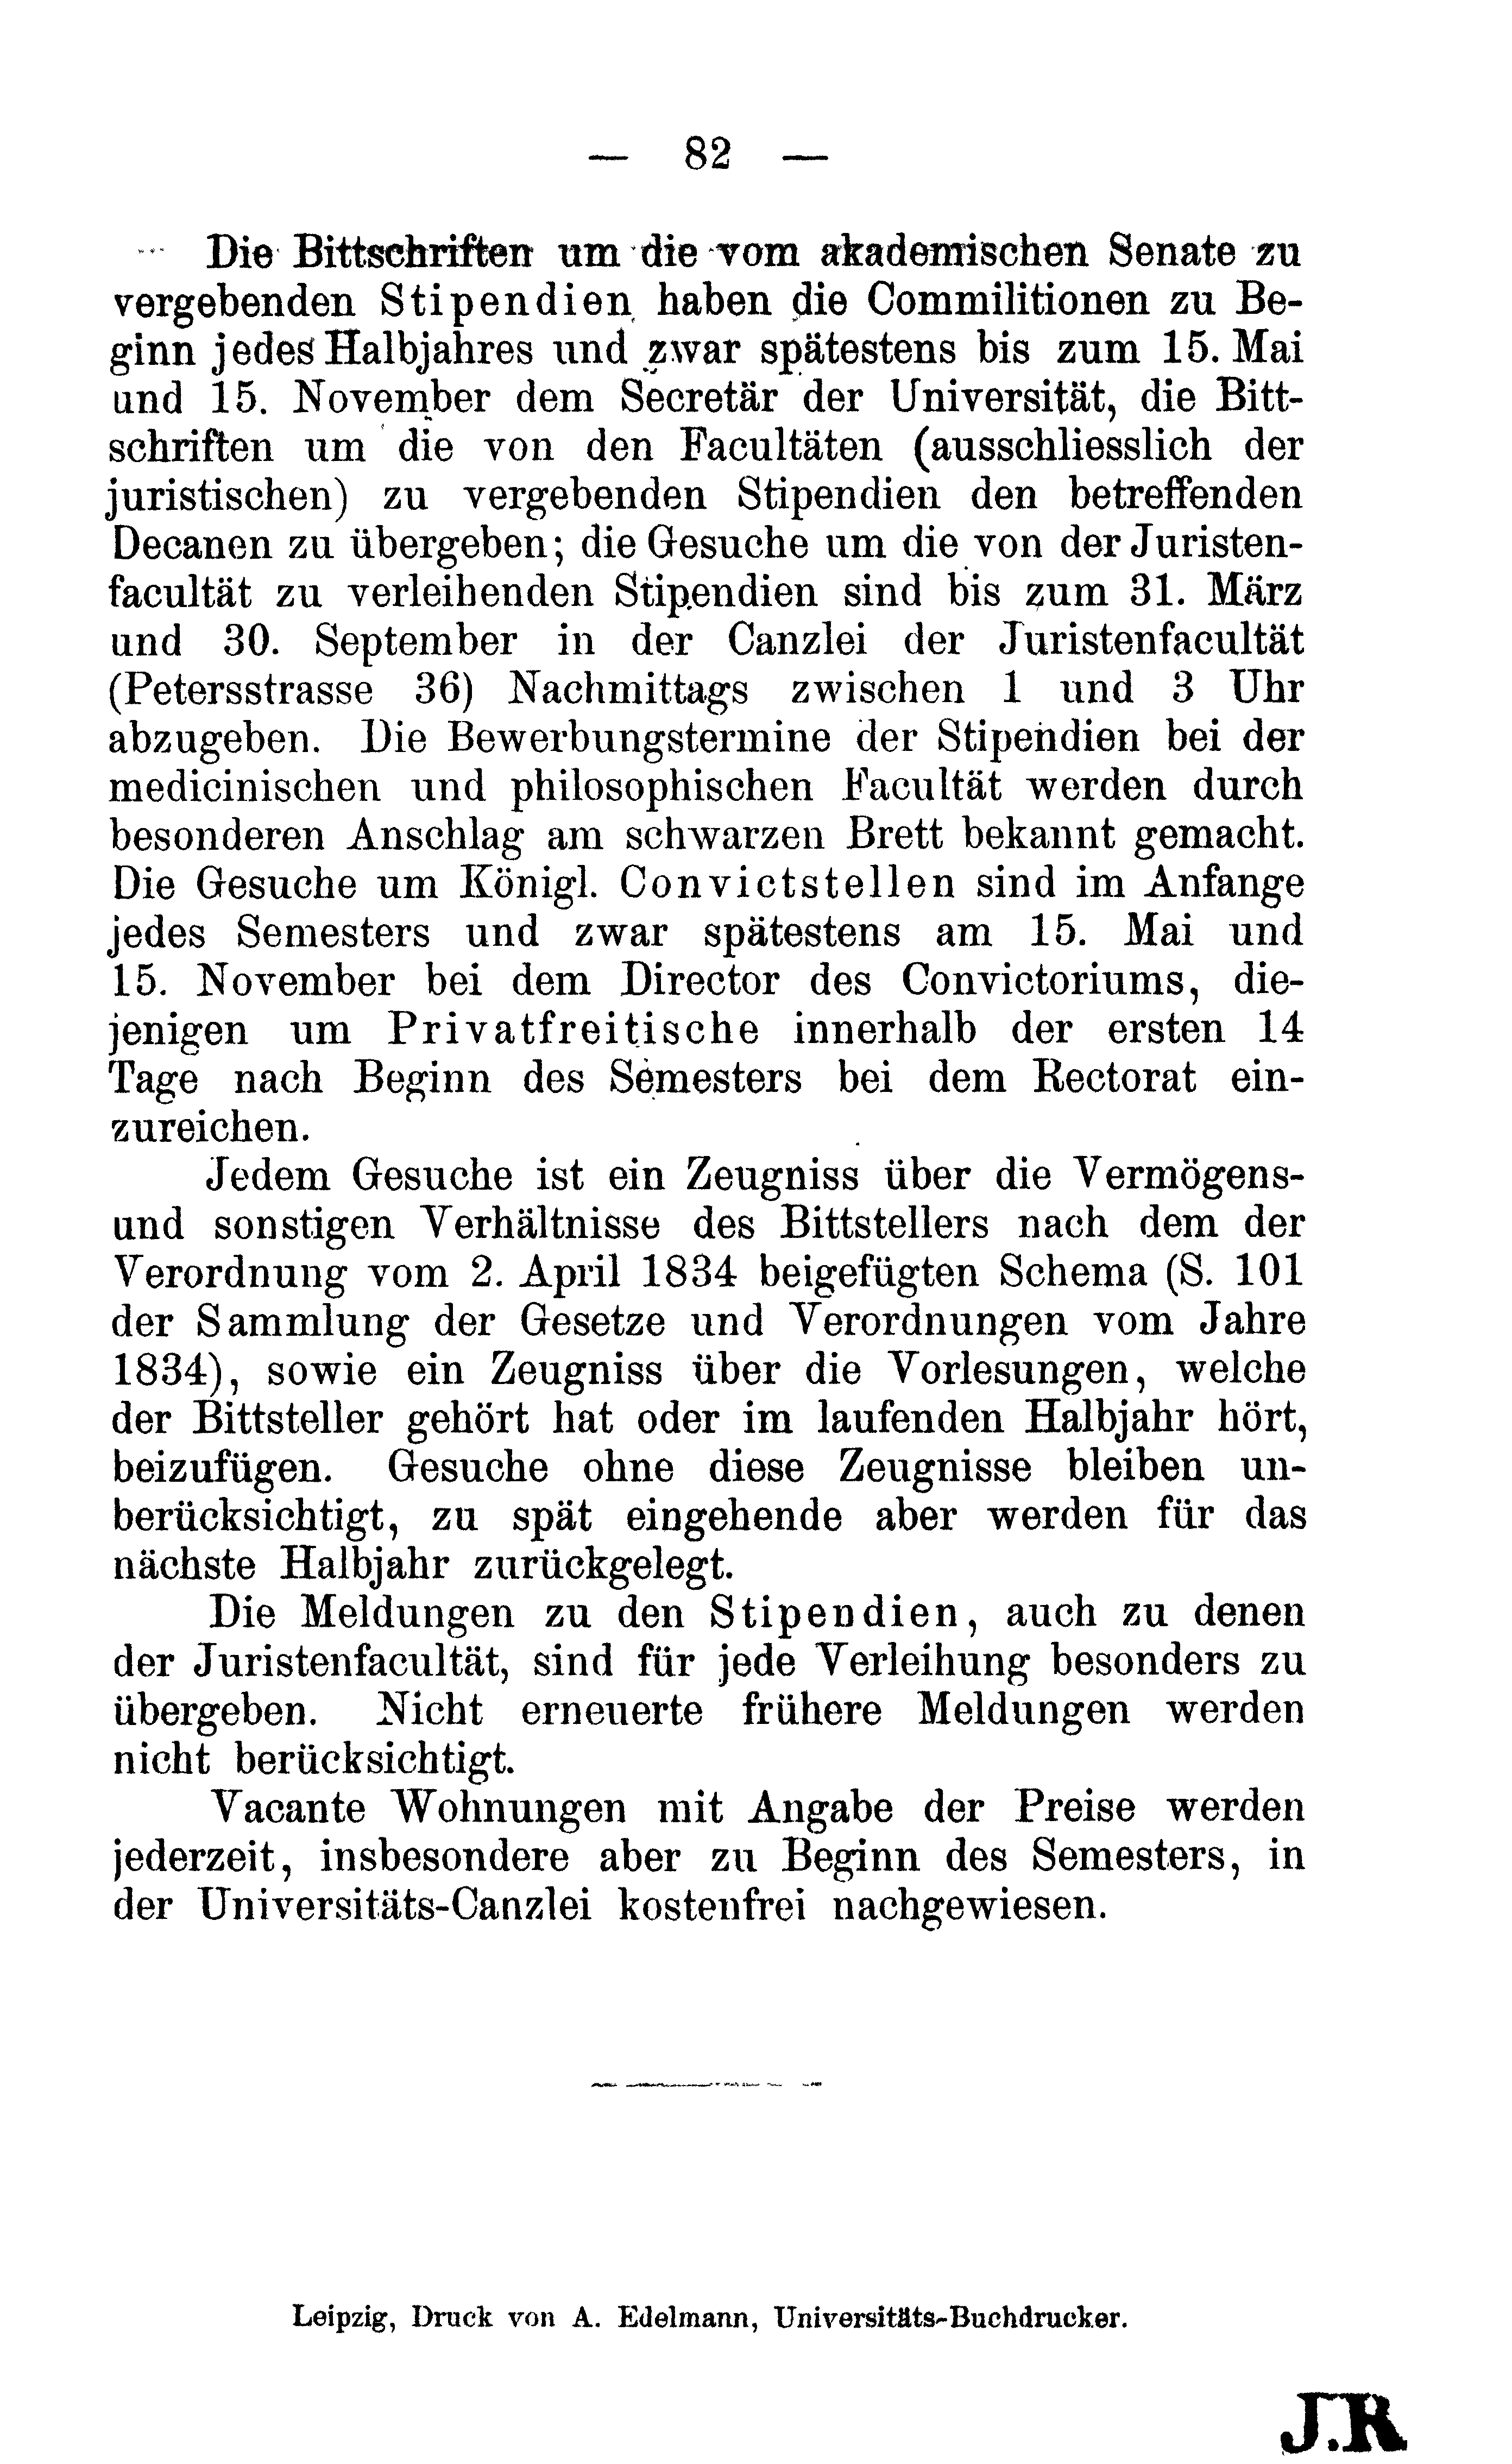 — 82 —
Die Bittschriften um die vom akademischen Senate zu
vergebenden Stipendien haben die Commilitionen zu Be-
ginn jedes Halbjahres und zwar spätestens bis zum 15. Mai
und 15. November dem Secretär der Universität, die Bitt-
schriften um die von den Facultäten (ausschliesslich der
juristischen) zu vergebenden Stipendien den betreffenden
Decanen zu übergeben; die Gesuche um die von der Juristen-
facultät zu verleihenden Stipendien sind bis zum 31. März
und 30. September in der Canzlei der Juristenfacultät
(Petersstrasse 36) Nachmittags zwischen 1 und 3 Uhr
abzugeben. Die Bewerbungstermine der Stipendien bei der
medicinischen und philosophischen Facultät werden durch
besonderen Anschlag am schwarzen Brett bekannt gemacht.
Die Gesuche um Königl. Convictstellen sind im Anfange
jedes Semesters und zwar spätestens am 15. Mai und
15. November bei dem Director des Convictoriums, die-
jenigen um Privatfreitische innerhalb der ersten 14
Tage nach Beginn des Semesters bei dem Rectorat ein-
zureichen.
Jedem Gesuche ist ein Zeugniss über die Vermögens-
und sonstigen Verhältnisse des Bittstellers nach dem der
Verordnung vom 2. April 1834 beigefügten Schema (S. 101
der Sammlung der Gesetze und Verordnungen vom Jahre
1834), sowie ein Zeugniss über die Vorlesungen, welche
der Bittsteller gehört hat oder im laufenden Halbjahr hört,
beizufügen. Gesuche ohne diese Zeugnisse bleiben un-
berücksichtigt, zu spät eingehende aber werden für das
nächste Halbjahr zurückgelegt.
Die Meldungen zu den Stipendien, auch zu denen
der Juristenfacultät, sind für jede Verleihung besonders zu
übergeben. Nicht erneuerte frühere Meldungen werden
nicht berücksichtigt.
Vacante Wohnungen mit Angabe der Preise werden
jederzeit, insbesondere aber zu Beginn des Semesters, in
der Universitäts-Canzlei kostenfrei nachgewiesen.
Leipzig, Druck von A. Edelmann, Universitäts-Buchdrucker.
J.R